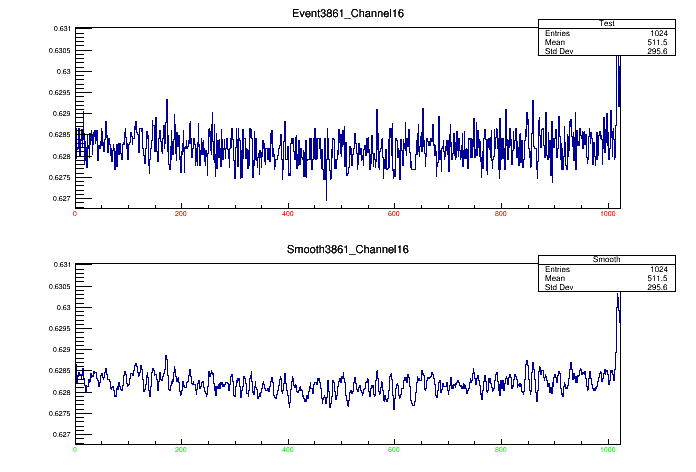 Event3861_Channel16
Test
Entries 1024
Mean 511.5
Std Dev 295.6
0.631
0.6305
0.63
0.6295
0.629
0.6285
0.628
0.6275
0.627
0 200 400 600 800 1000
Smooth3861_Channel16
Smooth
Entries 1024
Mean 511.5
Std Dev 295.6
0.631
0.6305
0.63
0.6295
0.629
0.6285
0.628
0.6275
0.627
0 200 400 600 800 1000